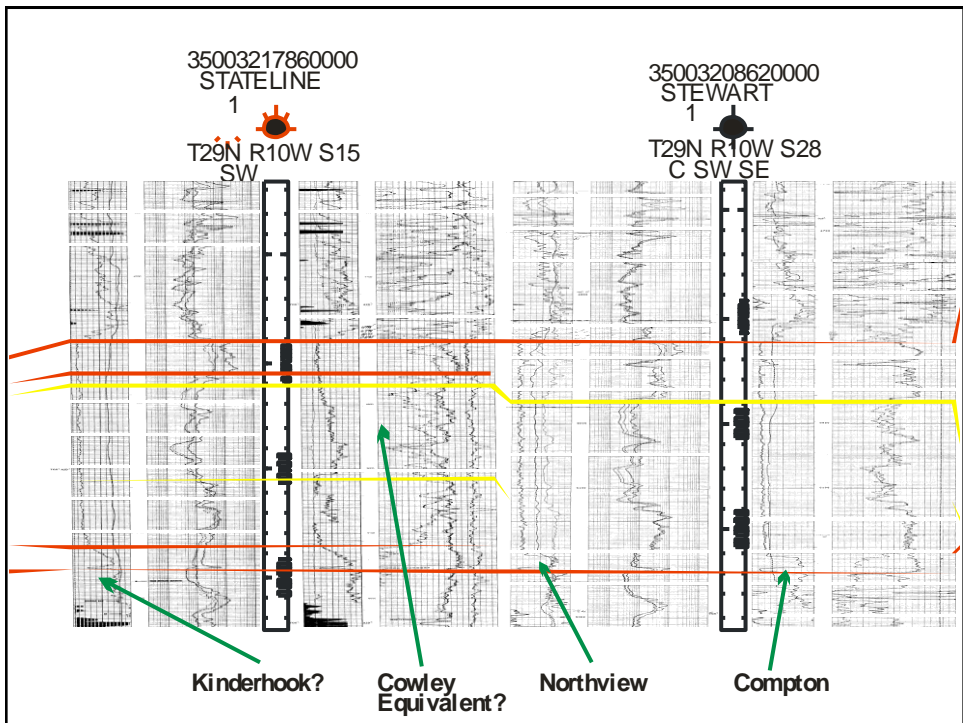 35003217860000
STATELINE
1
T29N R10W S15
SW
35003208620000
STEWART
1
T29N R10W S28
C SW SE
Kinderhook?
Cowley
Equivalent?
Northview
Compton